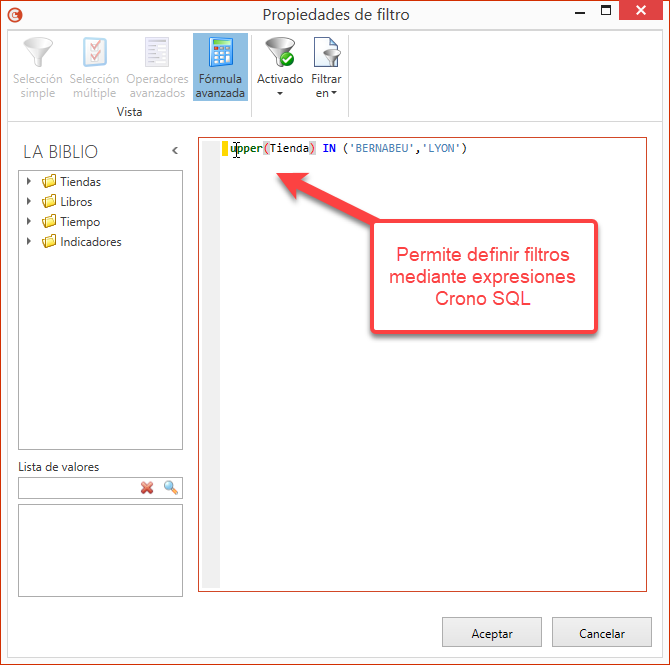 Propiedades de filtro
Selección
simple
Selección
múltiple
Operadores
avanzados
Fórmula
avanzada
Activado
Filtrar
en
Vista
LA BIBLIO
Tiendas
Libros
Tiempo
Indicadores
upper(Tienda) IN ('BERNABEU','LYON')
Permite definir filtros
mediante expresiones
Crono SQL
Lista de valores
Aceptar
Cancelar